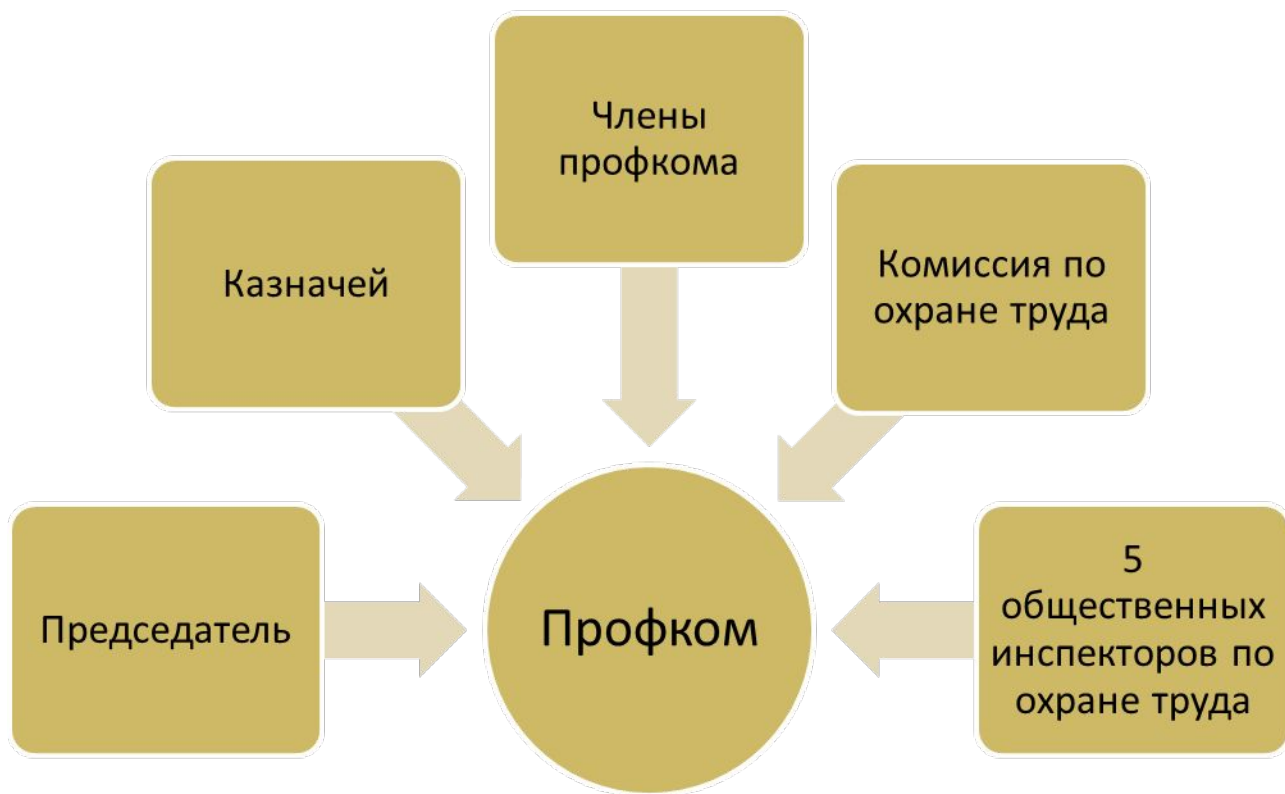 Члены
профкома
Казначей
Комиссия по
охране труда
Председатель
Профком
5
общественных
инспекторов по
охране труда